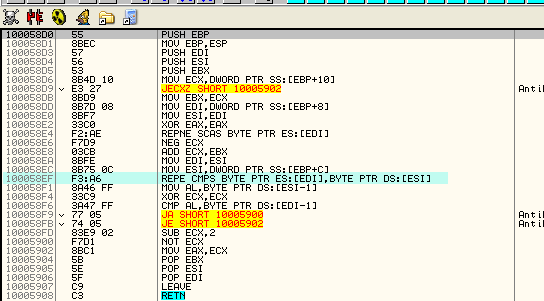 100058D0 55 PUSH EBP
100058D1 8BEC MOV EBP,ESP
100058D3 57 PUSH EDI
100058D4 56 PUSH ESI
100058D5 53 PUSH EBX
100058D6 8B4D 10 MOV ECX,DWORD PTR SS:[EBP+10]
100058D9 E3 27 JECXZ SHORT 10005902 Anti
100058DB 8BD9 MOV EBX,ECX
100058DD 8B7D 08 MOV EDI,DWORD PTR SS:[EBP+8]
100058E0 8BF7 MOV ESI,EDI
100058E2 33C0 XOR EAX,EAX
100058E4 F2:AE REPNE SCAS BYTE PTR ES:[EDI]
100058E6 F7D9 NEG ECX
100058E8 03CB ADD ECX,EBX
100058EA 8BFE MOV EDI,ESI
100058EC 8B75 0C MOV ESI,DWORD PTR SS:[EBP+C]
100058EF F3:A6 REPE CMPS BYTE PTR ES:[EDI],BYTE PTR DS:[ESI]
100058F1 8A46 FF MOV AL,BYTE PTR DS:[ESI-1]
100058F4 33C9 XOR ECX,ECX
100058F6 3A47 FF CMP AL,BYTE PTR DS:[EDI-1]
100058F9 77 05 JA SHORT 10005900 Anti
100058FB 74 05 JE SHORT 10005902 Anti
100058FD 83E9 02 SUB ECX,2
10005900 F7D1 NOT ECX
10005902 8BC1 MOV EAX,ECX
10005904 5B POP EBX
10005905 5E POP ESI
10005906 5F POP EDI
10005907 C9 LEAVE
10005908 C3 RETN